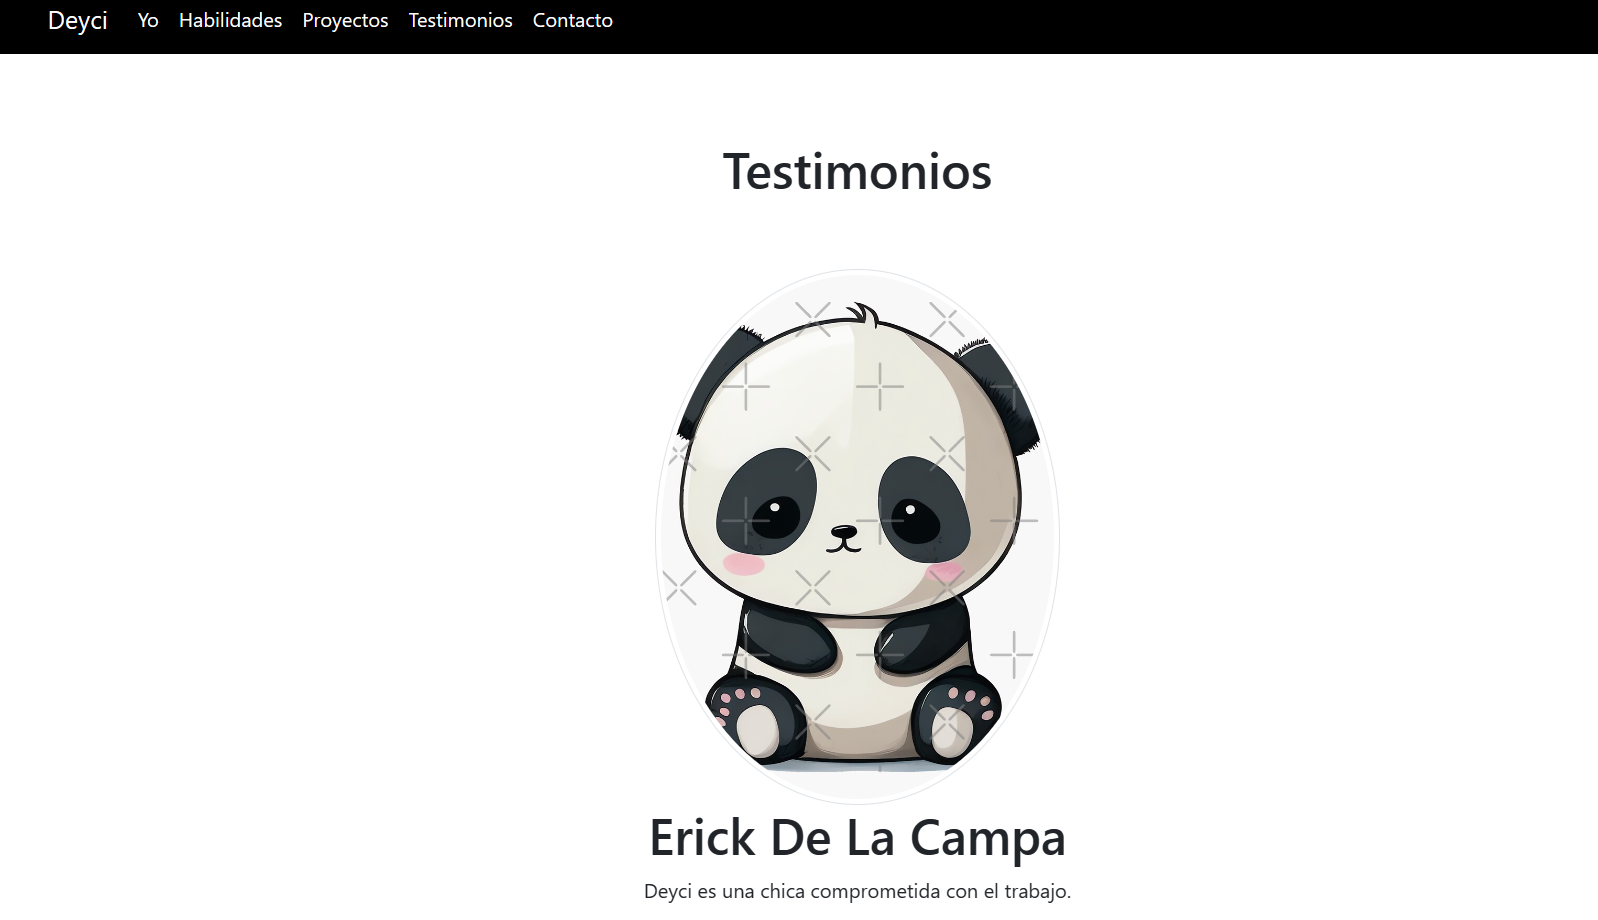 Deyci Yo Habilidades Proyectos Testimonios Contacto
Testimonios
Erick De La Campa
Deyci es una chica comprometida con el trabajo.